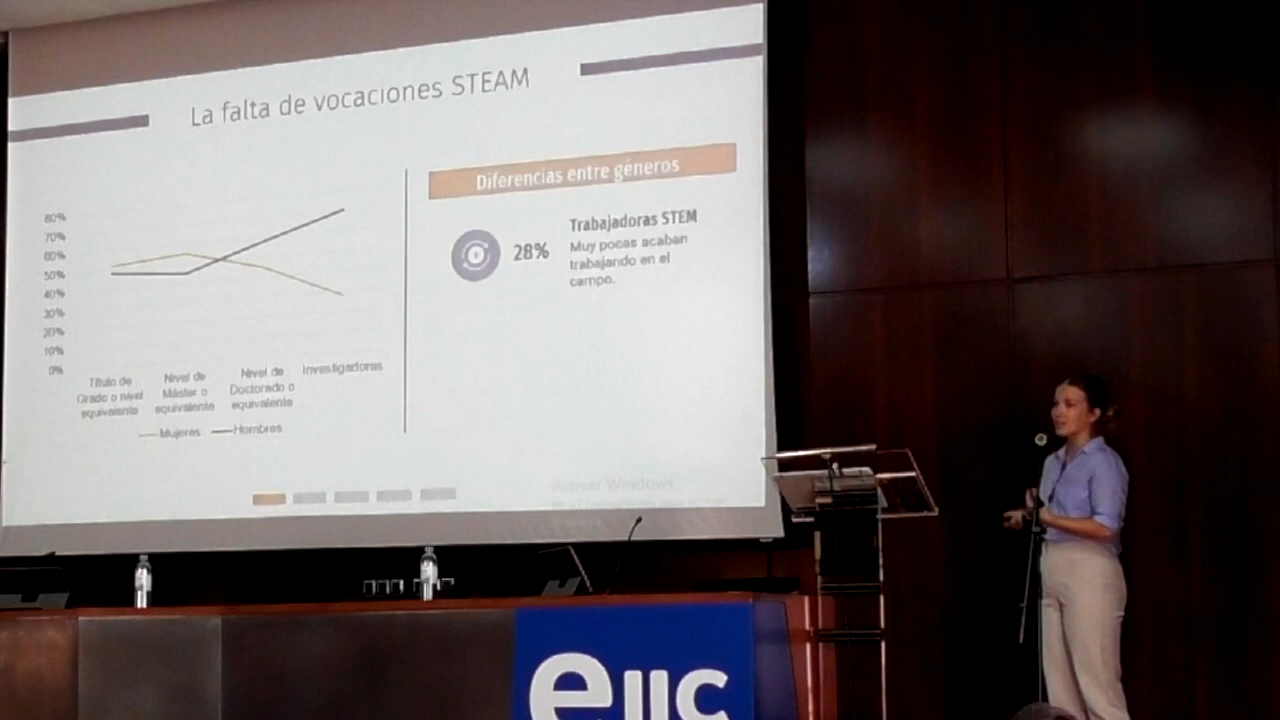 La falta de vocaciones STEAM
80%
70%
60%
50%
40%
30%
20%
10%
0%
Título de
Grado o nivel
equivalente
Nivel de
Máster o
equivalente
Nivel de
Doctorado o
equivalente
Investigadores
Mujeres
Hombres
Diferencias entre géneros
28%
Trabajadoras STEM
Muy pocas acaban
trabajando en el
campo.
Activar Windows
eiic